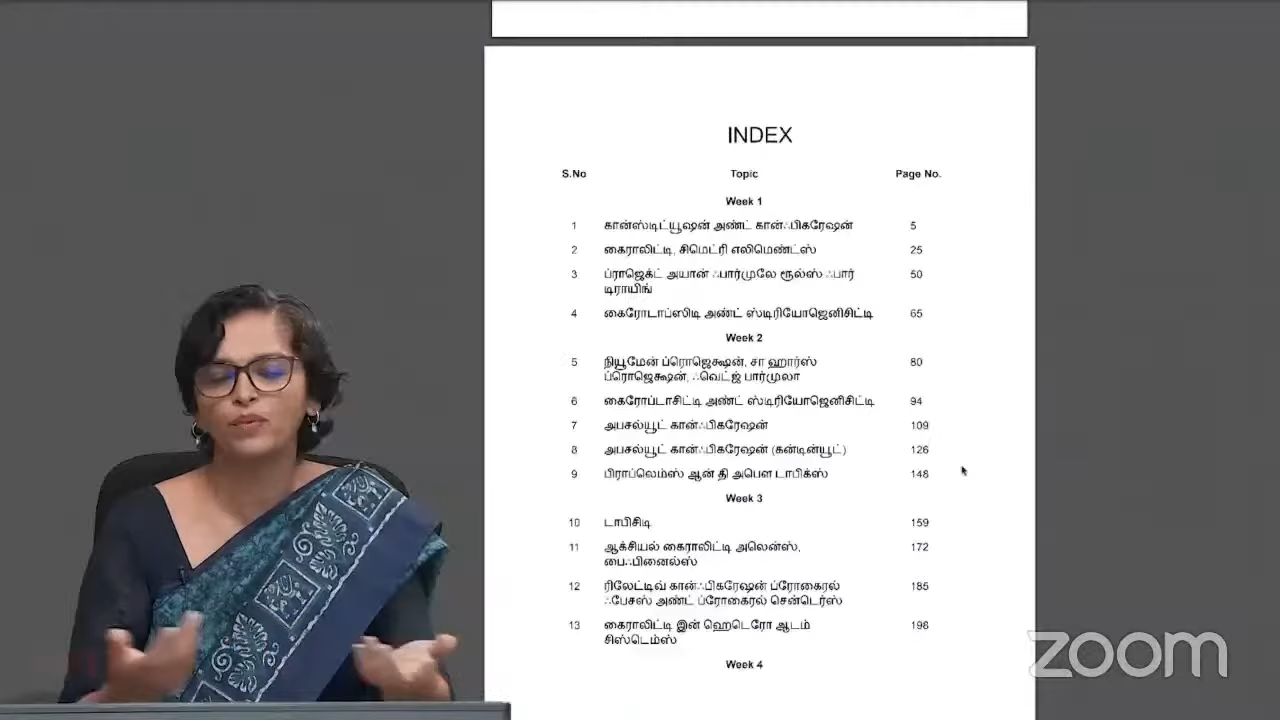 INDEX
S.No Topic Page No.
Week 1
1 கான்ஸ்டிட்யூஷன் அண்ட் கான்ஃபிகரேஷன் 5
2 கைராலிட்டி, சிமெட்ரி எலிமெண்ட்ஸ் 25
3 ப்ராஜெக்ட் அயான் ஃபார்முலே ரூல்ஸ் ஃபார் 50
டிராயிங்
4 கைரோடாப்ஸிடி அண்ட் ஸ்டிரியோஜெனிசிட்டி 65
Week 2
5 நியூமேன் ப்ரொஜெக்ஷன், சா ஹார்ஸ் 80
ப்ரொஜெக்ஷன், ஃவெட்ஜ் பார்முலா
6 கைரோப்டாசிட்டி அண்ட் ஸ்டிரியோஜெனிசிட்டி 94
7 அபசல்யூட் கான்ஃபிகரேஷன் 109
8 அபசல்யூட் கான்ஃபிகரேஷன் (கன்டின்யூட்) 126
9 பிராப்லெம்ஸ் ஆன் தி அபௌ டாபிக்ஸ் 148
Week 3
10 டாபிசிடி 159
11 ஆக்சியல் கைராலிட்டி அலென்ஸ், 172
பைஃபினைல்ஸ்
12 ரிலேட்டிவ் கான்ஃபிகரேஷன் ப்ரோகைரல் 185
ஃபேசஸ் அண்ட் ப்ரோகைரல் சென்டெர்ஸ்
13 கைராலிட்டி இன் ஹெடெரோ ஆடம் 198
சிஸ்டெம்ஸ்
Week 4
zoom